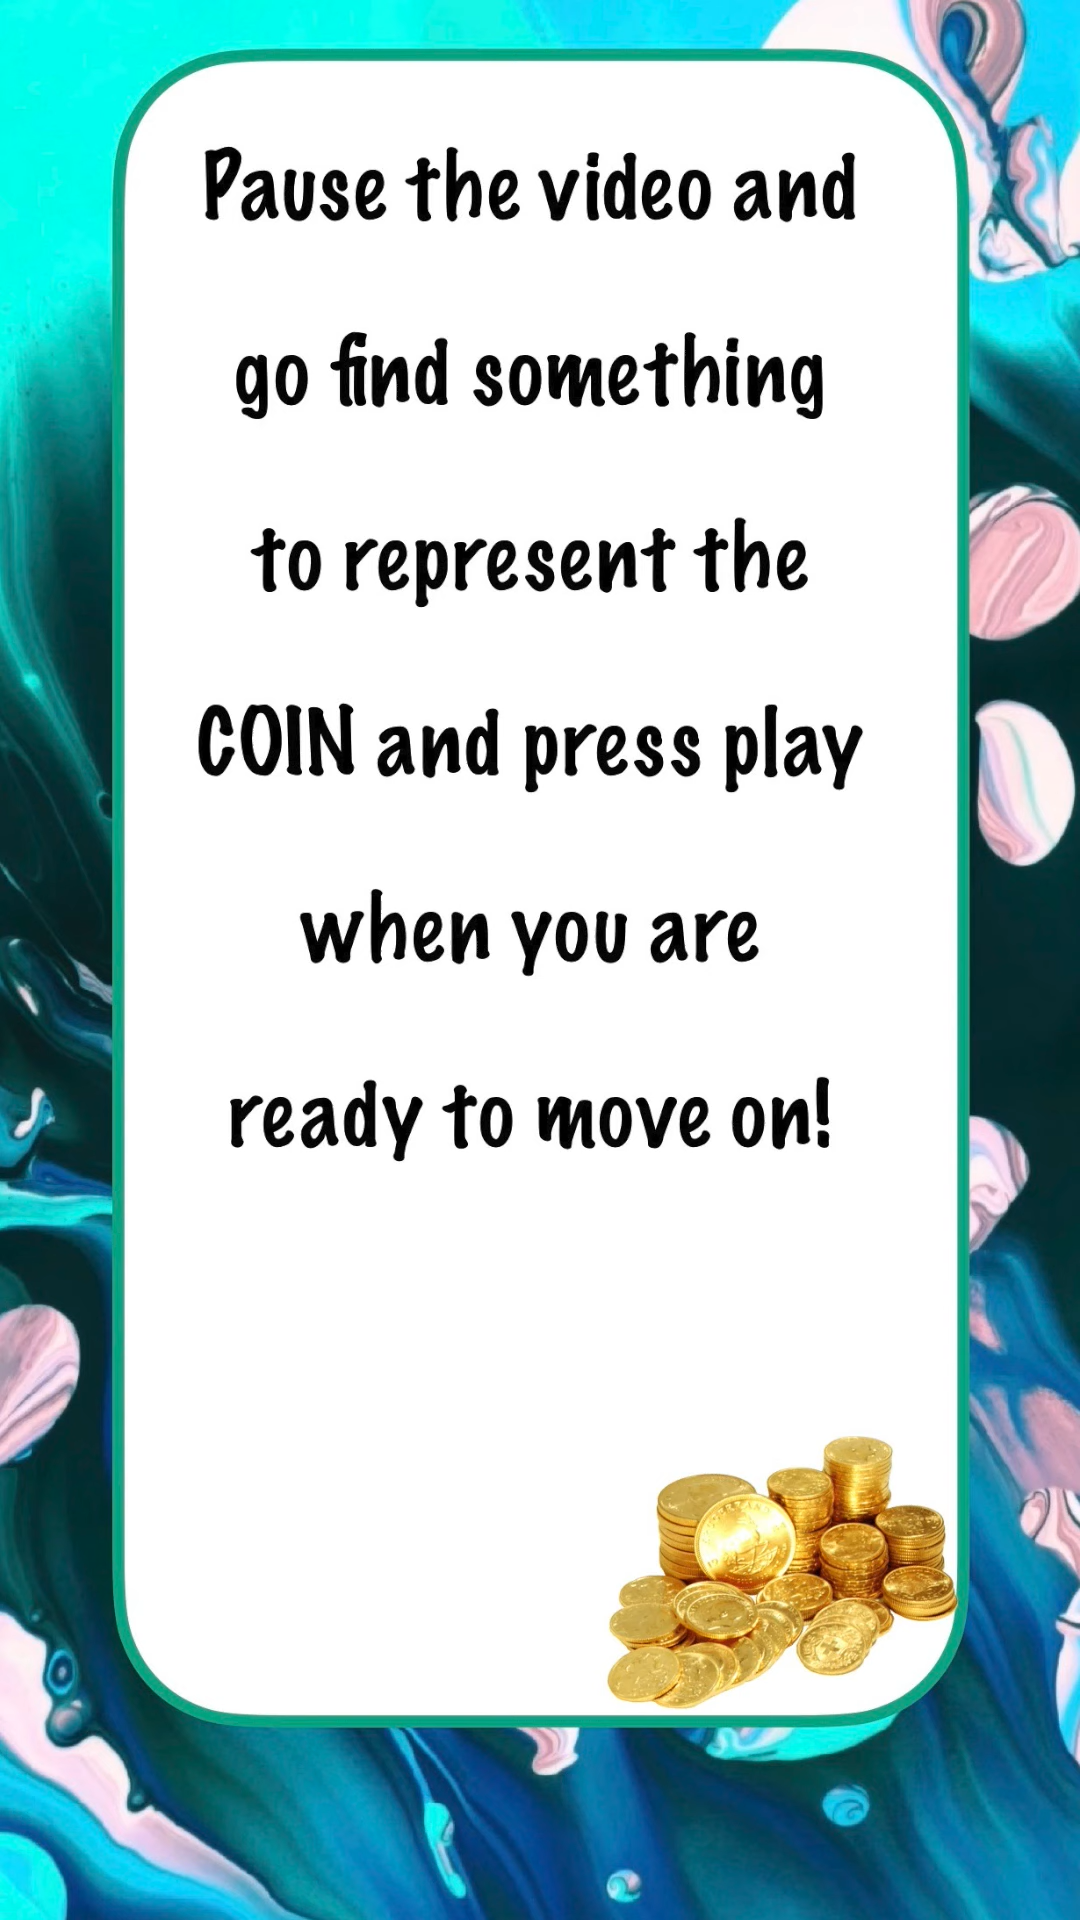 Pause the video and
go find something
to represent the
COIN and press play
when you are
ready to move on!